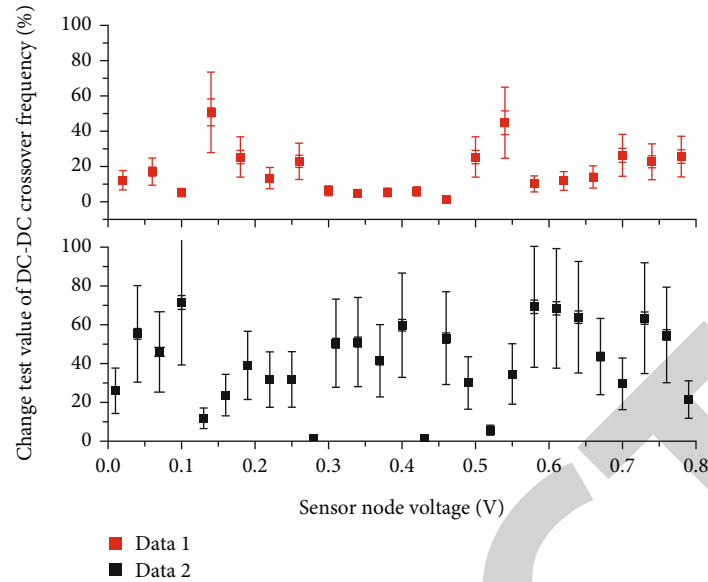 Change test value of DC-DC crossover frequency (%)
100
80
60
40
20
0
100
80
60
40
20
0
0.0 0.1 0.2 0.3 0.4 0.5 0.6 0.7 0.8
Sensor node voltage (V)
Data 1
Data 2